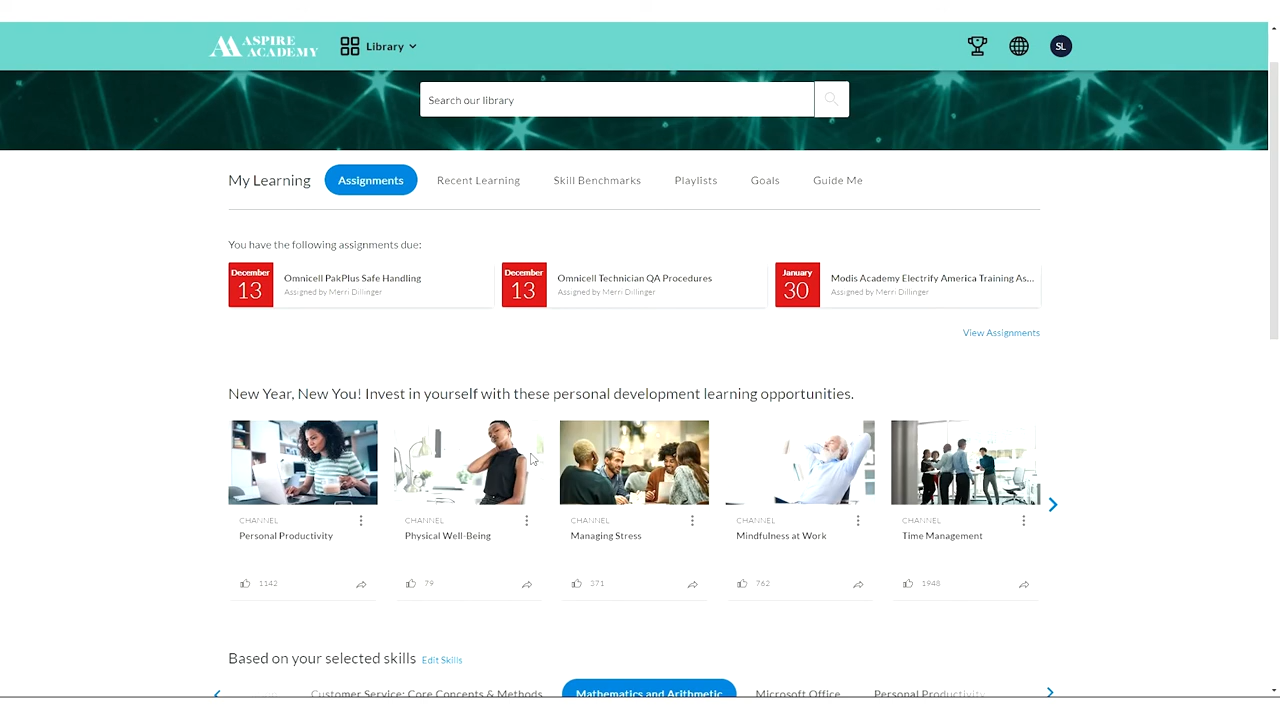 ASPIRE
ACADEMY
Library
SL
Search our library
My Learning
Assignments
Recent Learning
Skill Benchmarks
Playlists
Goals
Guide Me
You have the following assignments due:
December
13
Omnicell PakPlus Safe Handling
Assigned by Merri Dillinger
December
13
Omnicell Technician QA Procedures
Assigned by Merri Dillinger
January
30
Modis Academy Electrify America Training As...
Assigned by Merri Dillinger
View Assignments
New Year, New You! Invest in yourself with these personal development learning opportunities.
CHANNEL
Personal Productivity
1142
CHANNEL
Physical Well-Being
79
CHANNEL
Managing Stress
371
CHANNEL
Mindfulness at Work
762
CHANNEL
Time Management
1948
Based on your selected skills
Edit Skills
Customer Service: Core Concepts & Methods
Mathematics and Arithmetic
Microsoft Office
Personal Productivity